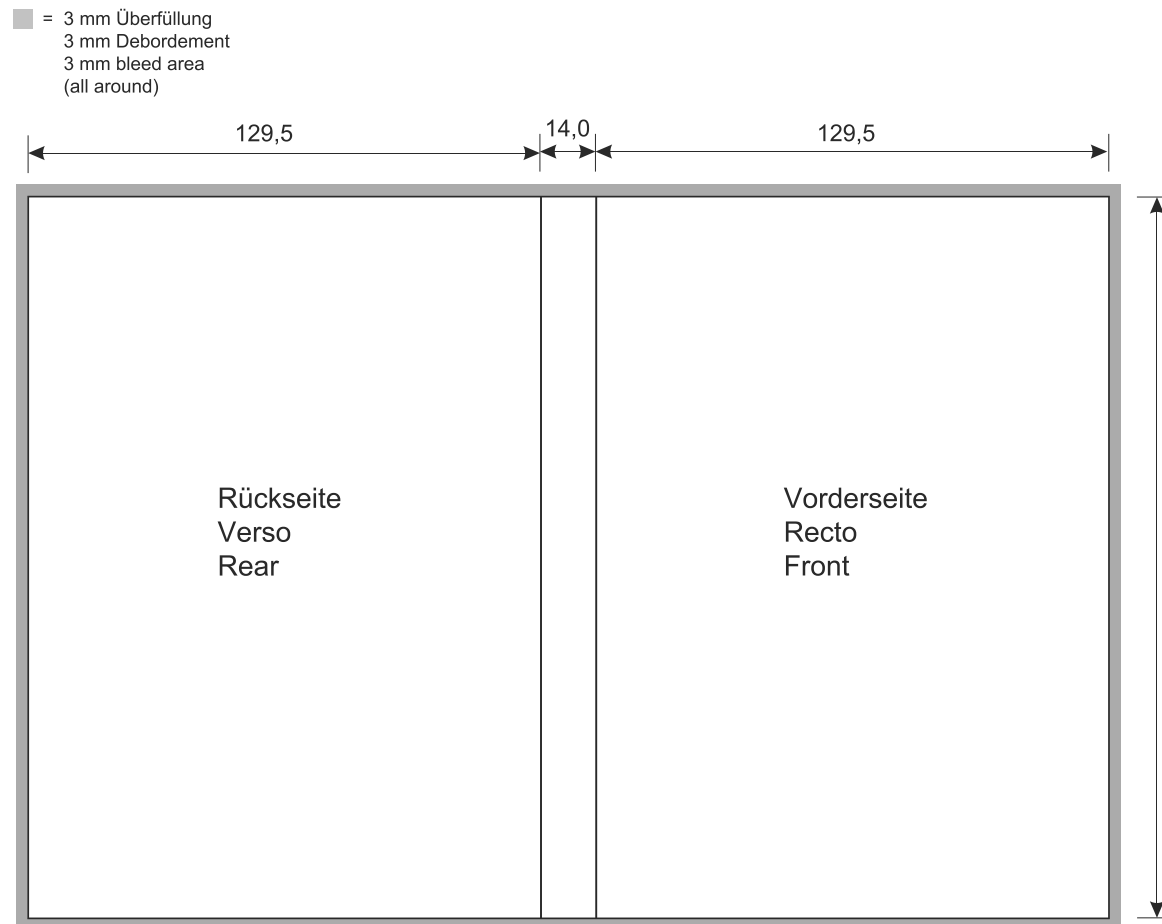 = 3 mm Überfüllung
3 mm Debordement
3 mm bleed area
(all around)
129,5
14,0
129,5
Rückseite
Verso
Rear
Vorderseite
Recto
Front